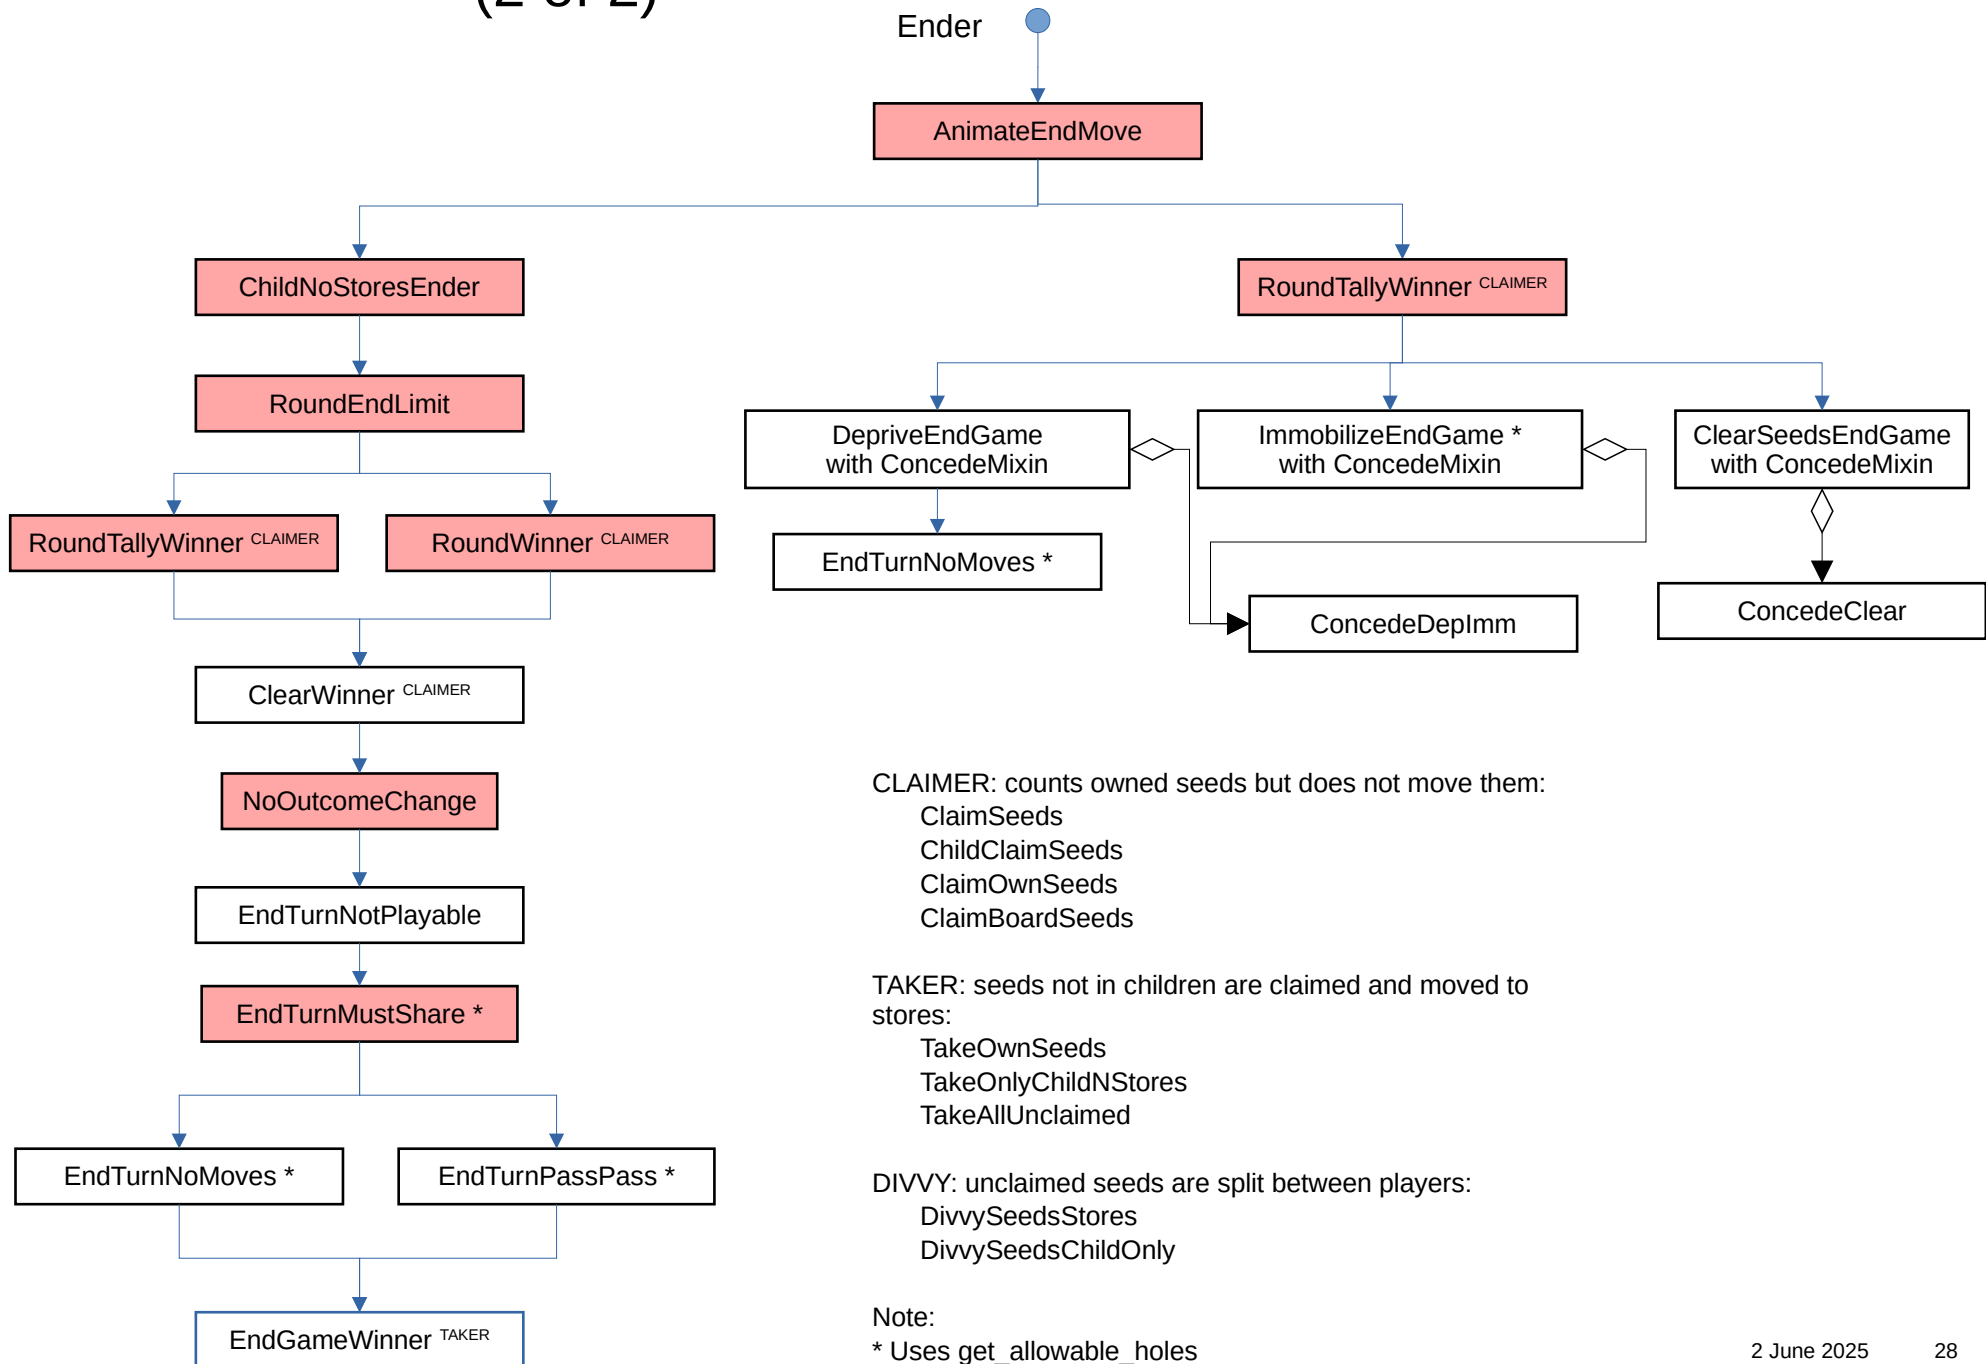 (2 of 2)
Ender
AnimateEndMove
ChildNoStoresEnder
RoundTallyWinner CLAIMER
RoundEndLimit
DepriveEndGame
with ConcedeMixin
ImmobilizeEndGame *
with ConcedeMixin
ClearSeedsEndGame
with ConcedeMixin
RoundTallyWinner CLAIMER
RoundWinner CLAIMER
EndTurnNoMoves *
ConcedeDepImm
ConcedeClear
ClearWinner CLAIMER
NoOutcomeChange
EndTurnNotPlayable
EndTurnMustShare *
EndTurnNoMoves *
EndTurnPassPass *
EndGameWinner TAKER
CLAIMER: counts owned seeds but does not move them:
ClaimSeeds
ChildClaimSeeds
ClaimOwnSeeds
ClaimBoardSeeds
TAKER: seeds not in children are claimed and moved to
stores:
TakeOwnSeeds
TakeOnlyChildNStores
TakeAllUnclaimed
DIVVY: unclaimed seeds are split between players:
DivvySeedsStores
DivvySeedsChildOnly
Note:
* Uses get_allowable_holes
2 June 2025
28